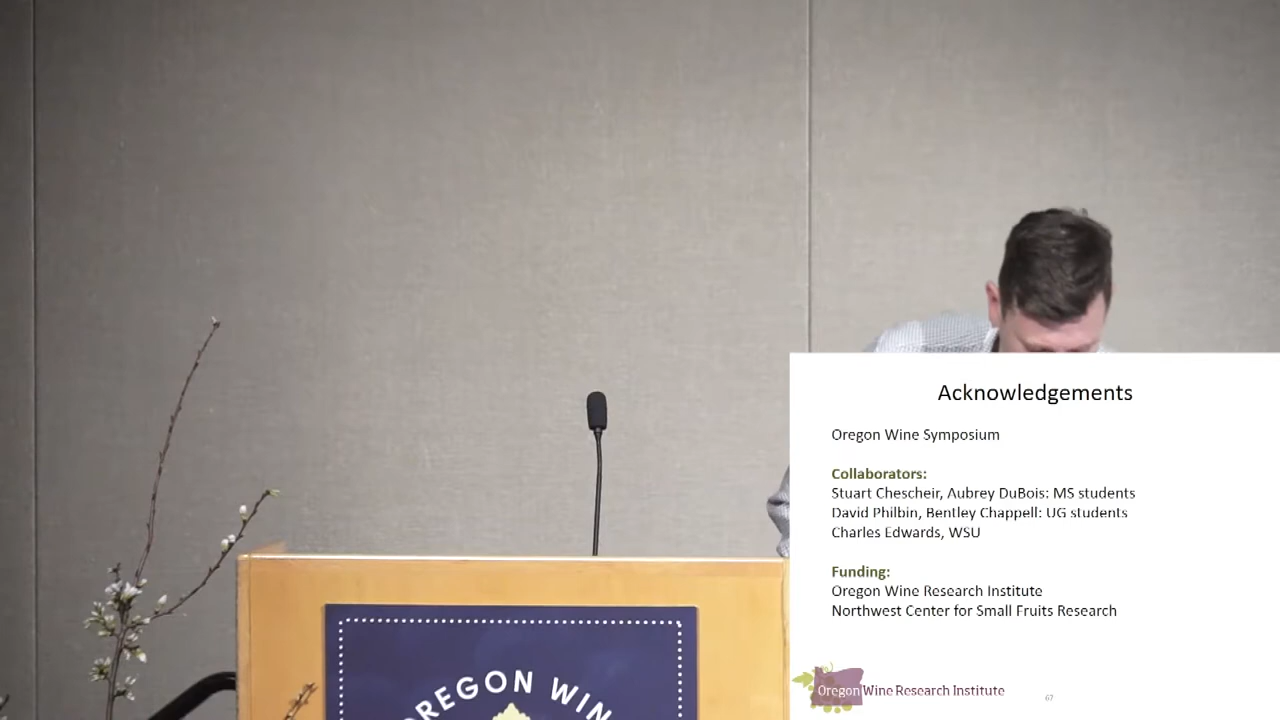 Acknowledgements
Oregon Wine Symposium
Collaborators:
Stuart Chescheir, Aubrey DuBois: MS students
David Philbin, Bentley Chappell: UG students
Charles Edwards, WSU
Funding:
Oregon Wine Research Institute
Northwest Center for Small Fruits Research
Oregon Wine Research Institute
67
OREGON WIN